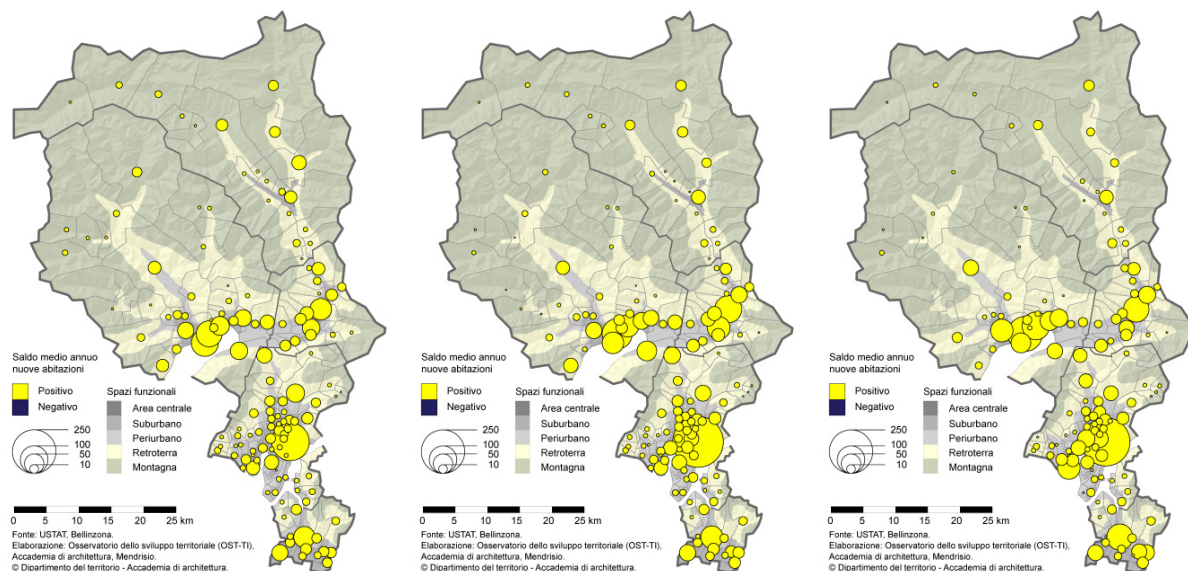 Saldo medio annuo
nuove abitazioni
Positivo
Negativo
250
100
50
10
Spazi funzionali
Area centrale
Suburbano
Periurbano
Retroterra
Montagna
0 5 10 15 20 25 km
Fonte: USTAT, Bellinzona.
Elaborazione: Osservatorio dello sviluppo territoriale (OST-TI),
Accademia di architettura, Mendrisio.
© Dipartimento del territorio - Accademia di architettura.
Saldo medio annuo
nuove abitazioni
Positivo
Negativo
250
100
50
10
Spazi funzionali
Area centrale
Suburbano
Periurbano
Retroterra
Montagna
0 5 10 15 20 25 km
Fonte: USTAT, Bellinzona.
Elaborazione: Osservatorio dello sviluppo territoriale (OST-TI),
Accademia di architettura, Mendrisio.
© Dipartimento del territorio - Accademia di architettura.
Saldo medio annuo
nuove abitazioni
Positivo
Negativo
250
100
50
10
Spazi funzionali
Area centrale
Suburbano
Periurbano
Retroterra
Montagna
0 5 10 15 20 25 km
Fonte: USTAT, Bellinzona.
Elaborazione: Osservatorio dello sviluppo territoriale (OST-TI),
Accademia di architettura, Mendrisio.
© Dipartimento del territorio - Accademia di architettura.